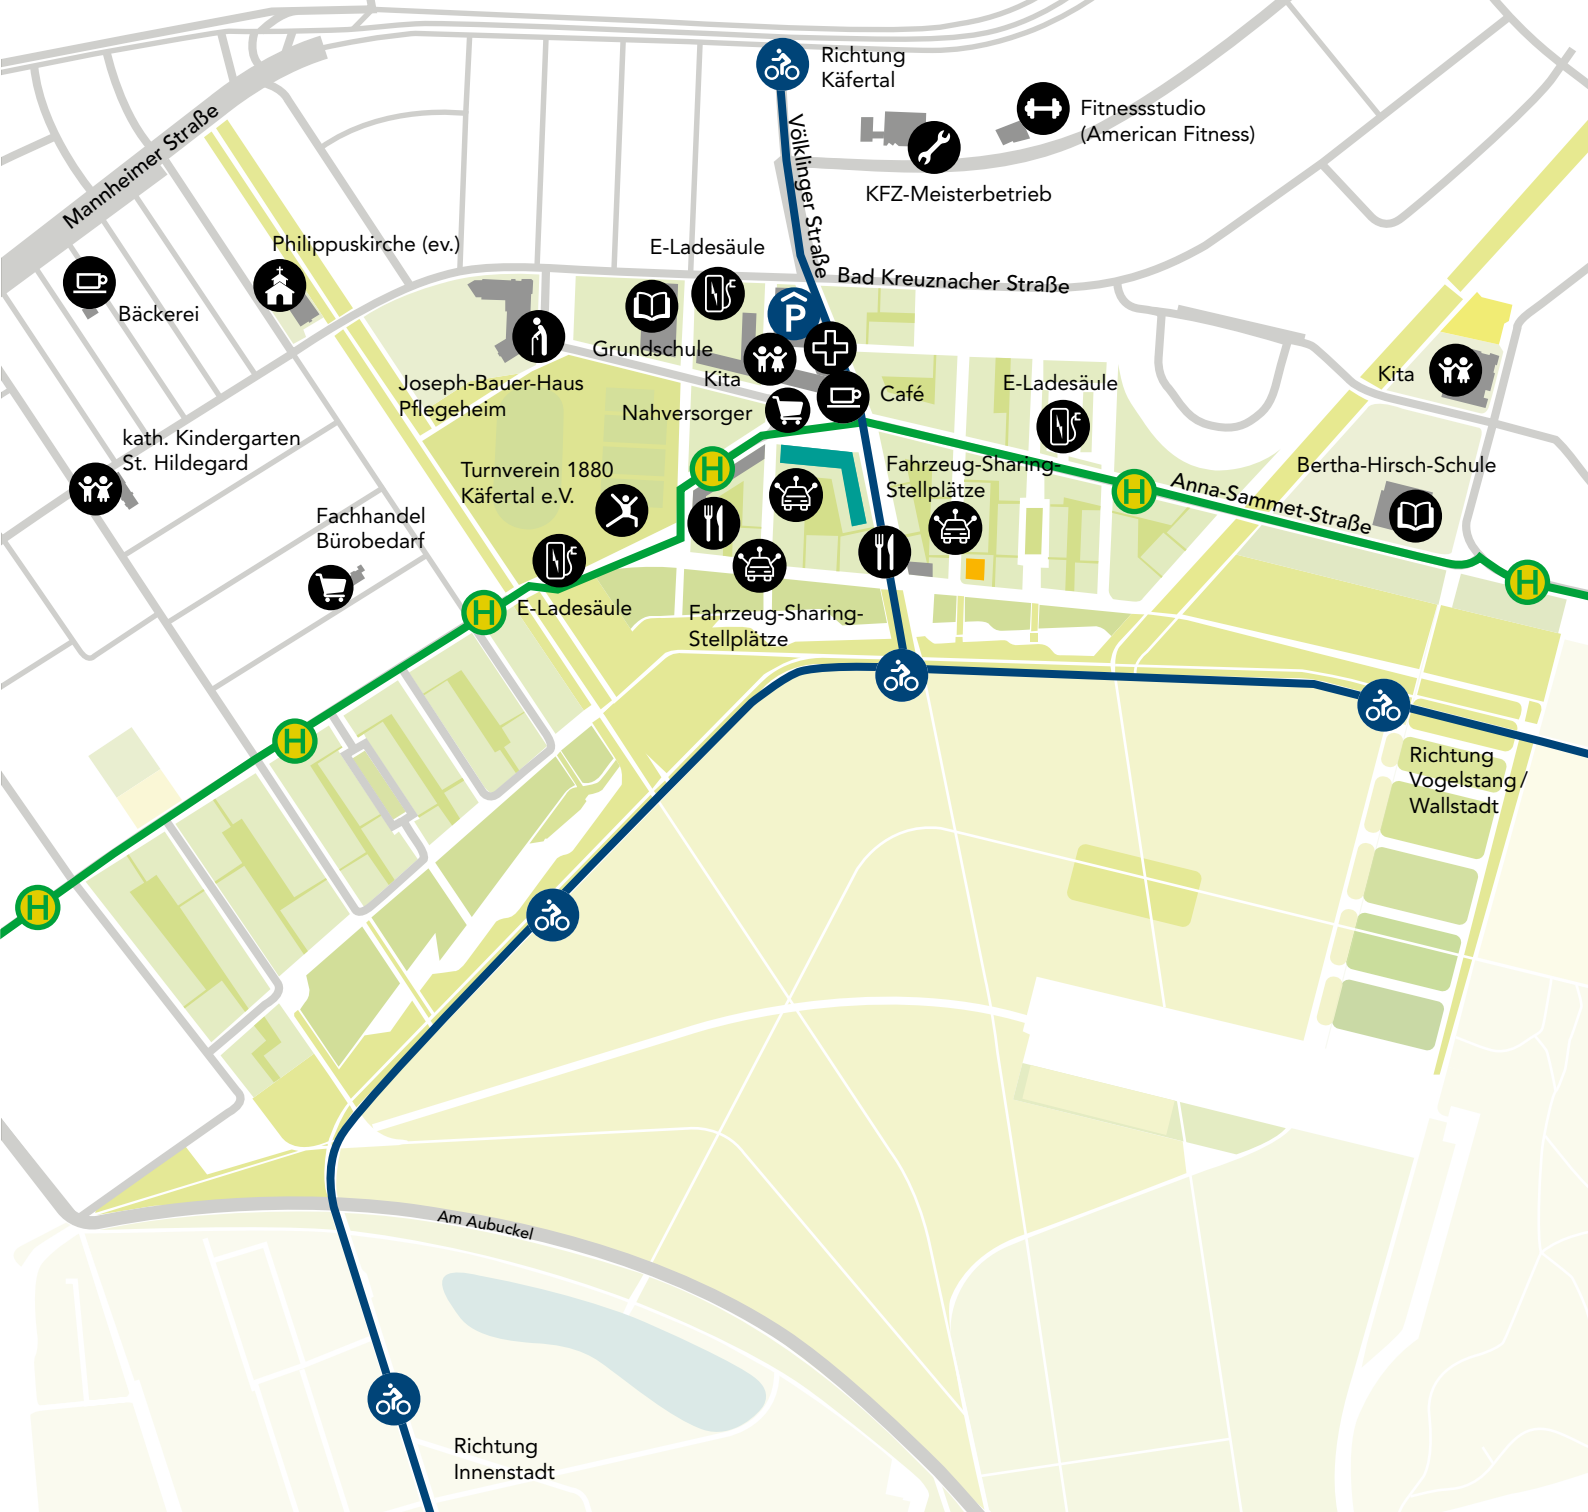 Richtung
Käfertal
Fitnessstudio
(American Fitness)
Mannheimer Straße
Völklinger Straße
KFZ-Meisterbetrieb
Philippuskirche (ev.)
E-Ladesäule
Bad Kreuznacher Straße
Bäckerei
P
Grundschule
Kita
Joseph-Bauer-Haus
Pflegeheim
Kita
E-Ladesäule
Café
Nahversorger
kath. Kindergarten
St. Hildegard
Turnverein 1880
Käfertal e.V.
H
Fahrzeug-Sharing-
Stellplätze
H
Anna-Sammet-Straße
Bertha-Hirsch-Schule
Fachhandel
Bürobedarf
H
E-Ladesäule
Fahrzeug-Sharing-
Stellplätze
H
H
Richtung
Vogelstang /
Wallstadt
H
Am Aubuckel
Richtung
Innenstadt